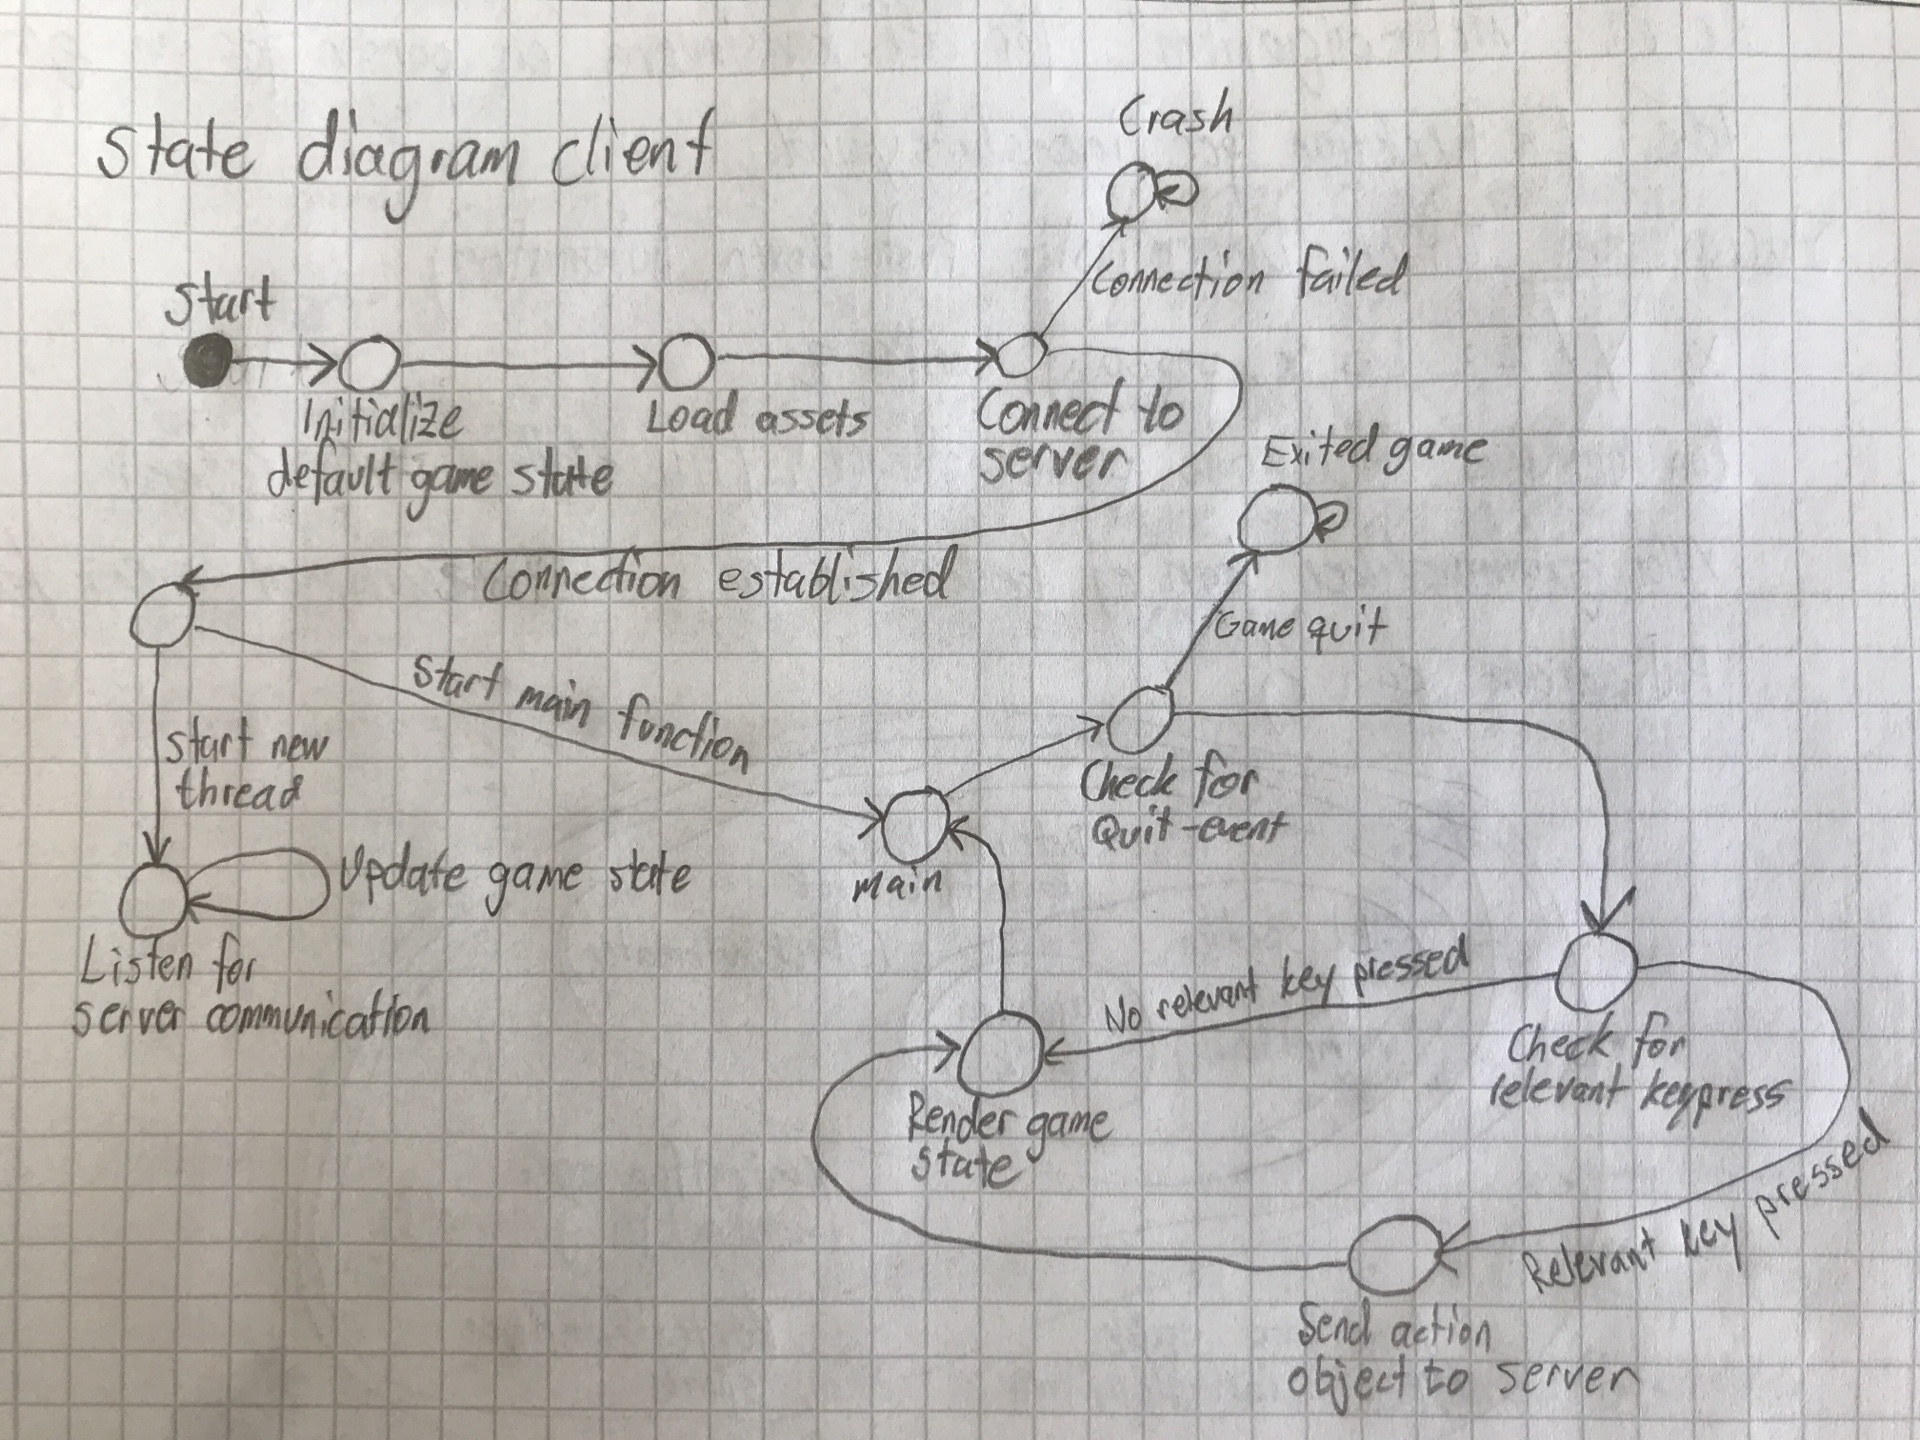 State diagram client
Crash
Connection failed
Start
Initialize
default game state
Load assets
Connect to
server
Exited game
Connection established
Game quit
Start main function
Start new
thread
Check for
Quit-event
Update game state
main
Listen for
server communication
No relevant key pressed
Check for
relevant keypress
Render game
state
Relevant key pressed
Send action
object to server